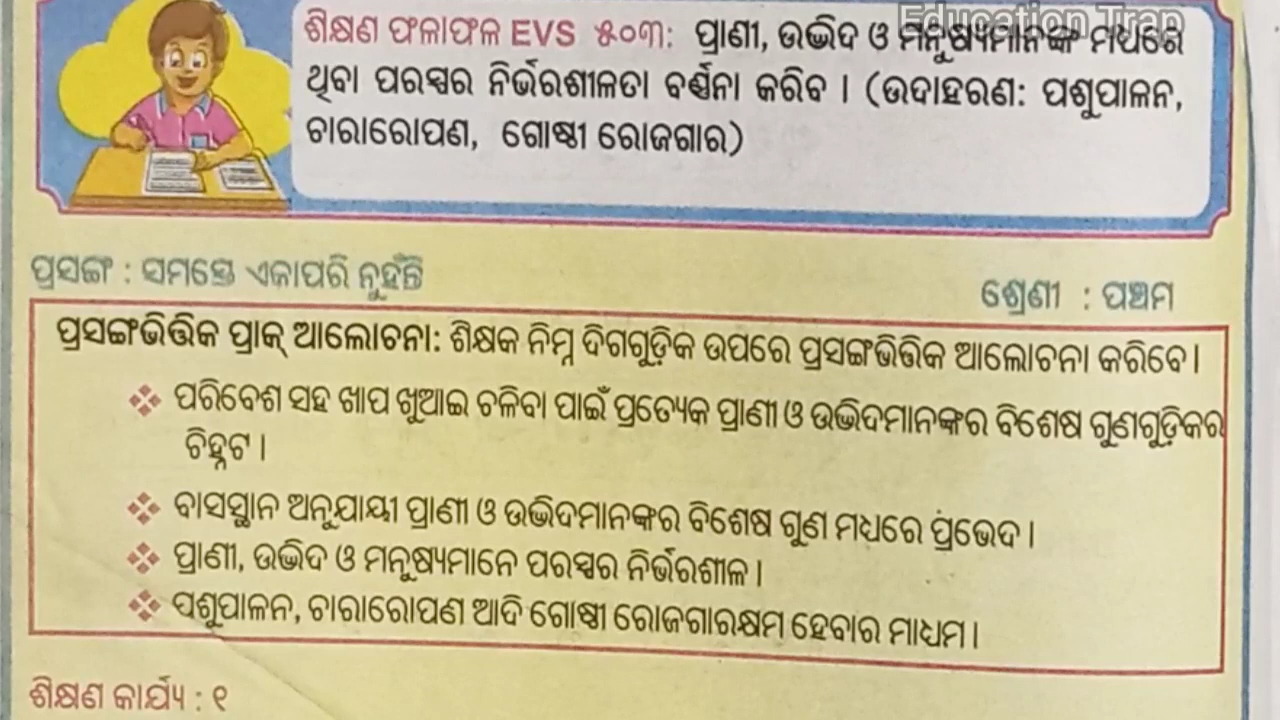 Education Trap
ଶିକ୍ଷଣ ଫଳାଫଳ EVS ୫୦୩: ପ୍ରାଣୀ, ଉଦ୍ଭିଦ ଓ ମନୁଷ୍ୟମାନଙ୍କ ମଧ୍ୟରେ
ଥିବା ପରସ୍ପର ନିର୍ଭରଶୀଳତା ବର୍ଣ୍ଣନା କରିବ । (ଉଦାହରଣ: ପଶୁପାଳନ,
ଚାରାରୋପଣ, ଗୋଷ୍ଠୀ ରୋଜଗାର)
ପ୍ରସଙ୍ଗ : ସମସ୍ତେ ଏକାପରି ନୁହଁନ୍ତି
ଶ୍ରେଣୀ : ପଞ୍ଚମ
ପ୍ରସଙ୍ଗଭିତ୍ତିକ ପ୍ରାକ୍ ଆଲୋଚନା: ଶିକ୍ଷକ ନିମ୍ନ ଦିଗଗୁଡ଼ିକ ଉପରେ ପ୍ରସଙ୍ଗଭିତ୍ତିକ ଆଲୋଚନା କରିବେ ।
ପରିବେଶ ସହ ଖାପ ଖୁଆଇ ଚଳିବା ପାଇଁ ପ୍ରତ୍ୟେକ ପ୍ରାଣୀ ଓ ଉଦ୍ଭିଦମାନଙ୍କର ବିଶେଷ ଗୁଣଗୁଡ଼ିକର
ଚିହ୍ନଟ ।
ବାସସ୍ଥାନ ଅନୁଯାୟୀ ପ୍ରାଣୀ ଓ ଉଦ୍ଭିଦମାନଙ୍କର ବିଶେଷ ଗୁଣ ମଧ୍ୟରେ ପ୍ରଭେଦ ।
ପ୍ରାଣୀ, ଉଦ୍ଭିଦ ଓ ମନୁଷ୍ୟମାନେ ପରସ୍ପର ନିର୍ଭରଶୀଳ ।
ପଶୁପାଳନ, ଚାରାରୋପଣ ଆଦି ଗୋଷ୍ଠୀ ରୋଜଗାରକ୍ଷମ ହେବାର ମାଧ୍ୟମ ।
ଶିକ୍ଷଣ କାର୍ଯ୍ୟ : ୧